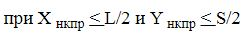 при X нкпр ≤ L/2 и Y нкпр ≤ S/2